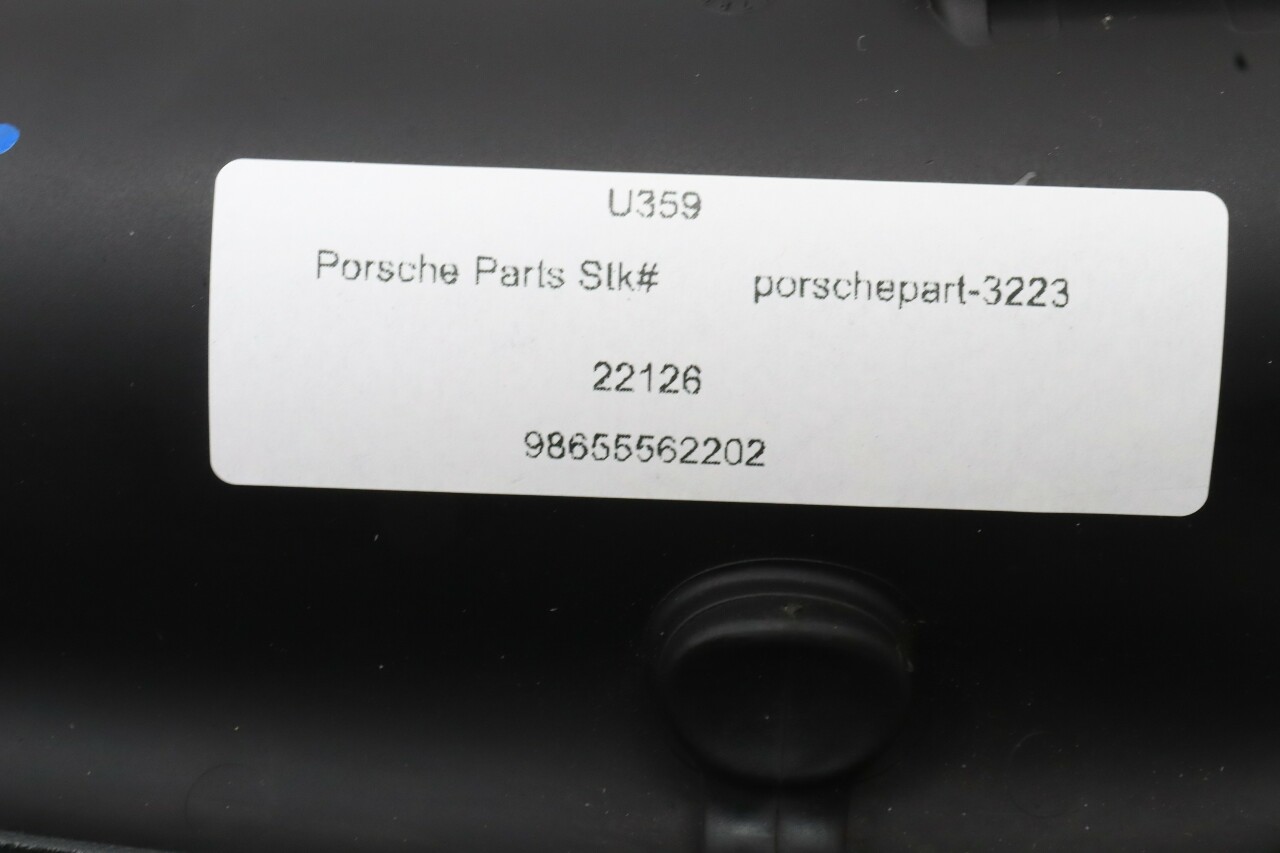 U359
Porsche Parts Stk# porschepart-3223
22126
98655562202